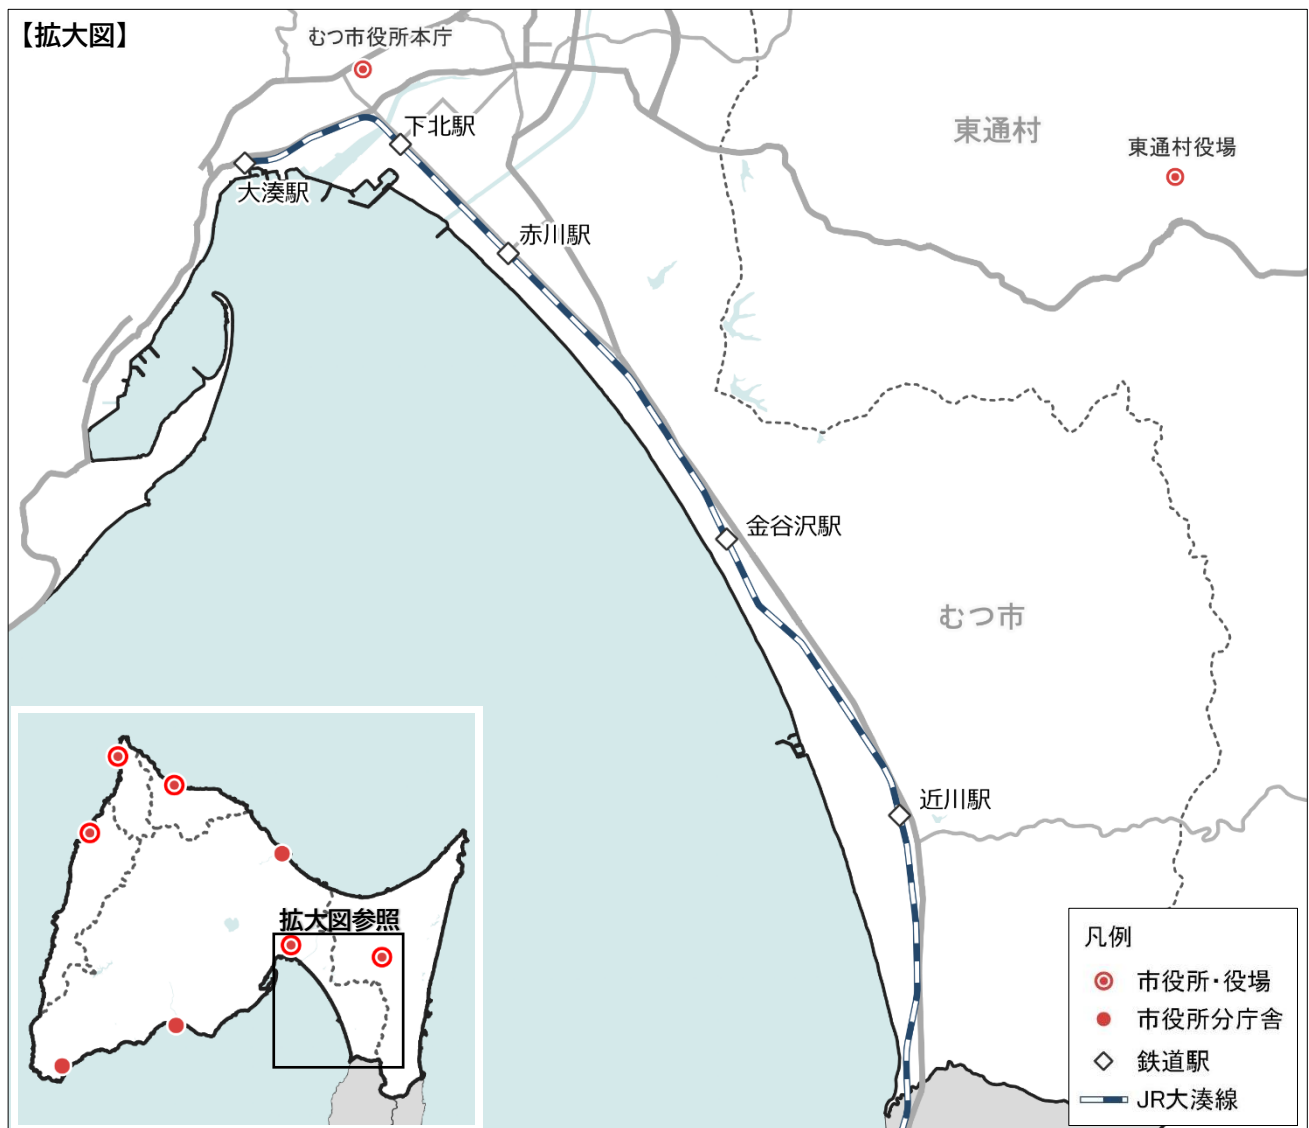 【拡大図】
むつ市役所本庁
下北駅
大湊駅
赤川駅
東通村
東通村役場
金谷沢駅
むつ市
近川駅
拡大図参照
凡例
市役所・役場
市役所分庁舎
鉄道駅
JR大湊線